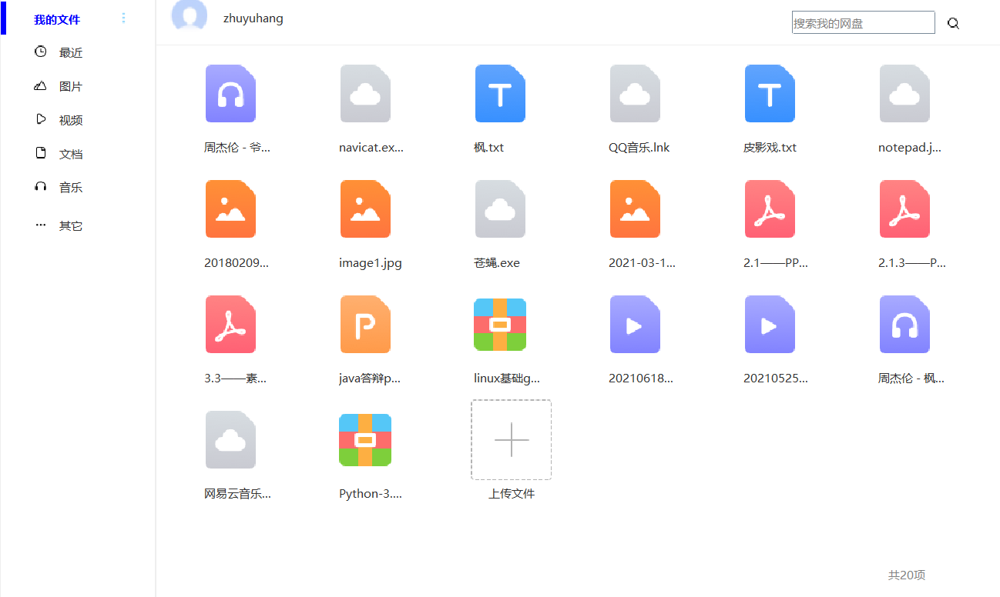 我的文件
最近
图片
视频
文档
音乐
其它
zhuyuhang
搜索我的网盘
周杰伦 - 爷...
navicat.ex...
枫.txt
QQ音乐.lnk
皮影戏.txt
notepad.j...
20180209...
image1.jpg
苍蝇.exe
2021-03-1...
2.1——PP...
2.1.3——P...
3.3——素...
java答辩p...
linux基础g...
20210618...
20210525...
周杰伦 - 枫...
网易云音乐...
Python-3....
上传文件
共20项